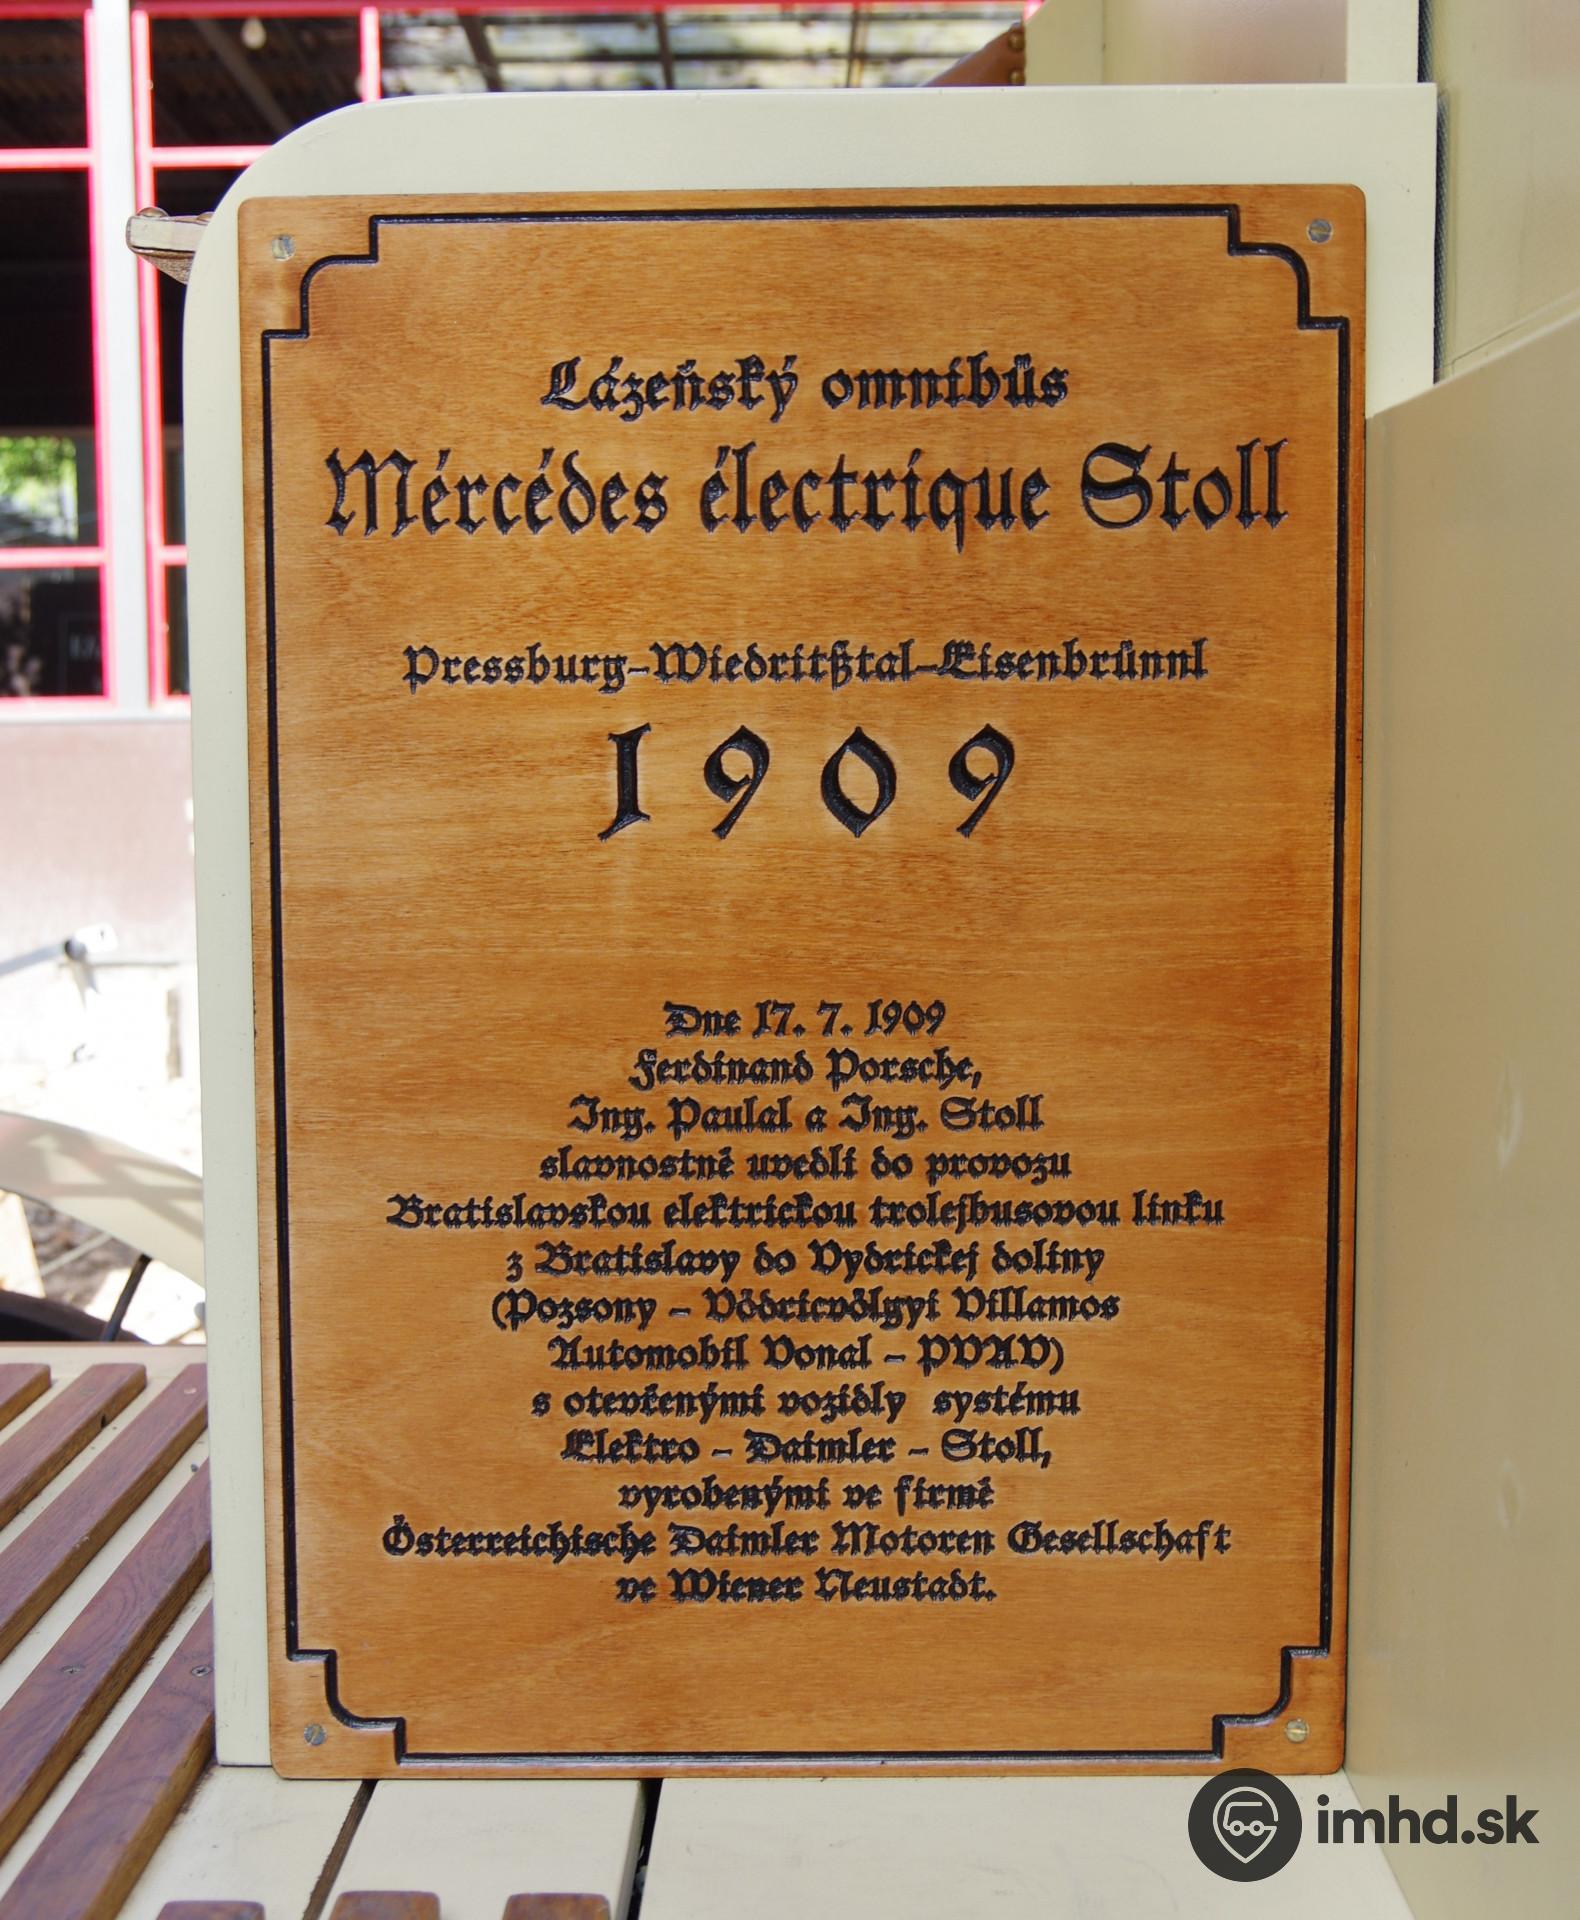 Lázeňský omnibůs
Mércédes électrique Stoll
Pressburg-Wiedritßtal-Eisenbrünnl
1909
Dne 17. 7. 1909
Ferdinand Porsche,
Ing. Paulal a Ing. Stoll
slavnostně uvedli do provozu
Bratislavskou elektrickou trolejbusovou linku
z Bratislavy do Vydrickej doliny
(Pozsony - Vödricvölgyi Villamos
Automobil Vonal - PVAV)
s otevřenými vozidly systému
Elektro - Daimler - Stoll,
vyrobenými ve firmě
Österreichische Daimler Motoren Gesellschaft
ve Wiener Neustadt.
imhd.sk